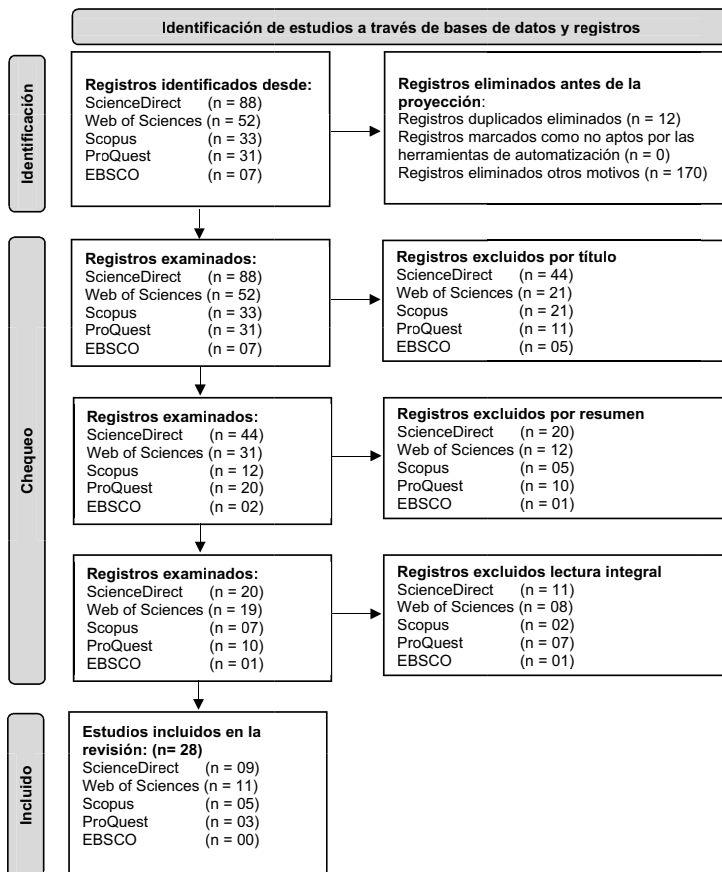 Identificación de estudios a través de bases de datos y registros
Identificación
Registros identificados desde:
ScienceDirect (n = 88)
Web of Sciences (n = 52)
Scopus (n = 33)
ProQuest (n = 31)
EBSCO (n = 07)
Registros eliminados antes de la
proyección:
Registros duplicados eliminados (n = 12)
Registros marcados como no aptos por las
herramientas de automatización (n = 0)
Registros eliminados otros motivos (n = 170)
Chequeo
Registros examinados:
ScienceDirect (n = 88)
Web of Sciences (n = 52)
Scopus (n = 33)
ProQuest (n = 31)
EBSCO (n = 07)
Registros excluidos por título
ScienceDirect (n = 44)
Web of Sciences (n = 21)
Scopus (n = 21)
ProQuest (n = 11)
EBSCO (n = 05)
Registros examinados:
ScienceDirect (n = 44)
Web of Sciences (n = 31)
Scopus (n = 12)
ProQuest (n = 20)
EBSCO (n = 02)
Registros excluidos por resumen
ScienceDirect (n = 20)
Web of Sciences (n = 12)
Scopus (n = 05)
ProQuest (n = 10)
EBSCO (n = 01)
Registros examinados:
ScienceDirect (n = 20)
Web of Sciences (n = 19)
Scopus (n = 07)
ProQuest (n = 10)
EBSCO (n = 01)
Registros excluidos lectura integral
ScienceDirect (n = 11)
Web of Sciences (n = 08)
Scopus (n = 02)
ProQuest (n = 07)
EBSCO (n = 01)
Incluido
Estudios incluidos en la
revisión: (n= 28)
ScienceDirect (n = 09)
Web of Sciences (n = 11)
Scopus (n = 05)
ProQuest (n = 03)
EBSCO (n = 00)